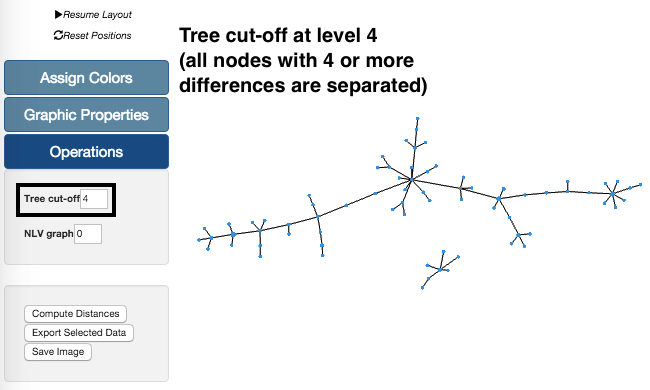 Resume Layout
Reset Positions
Tree cut-off at level 4
(all nodes with 4 or more
differences are separated)
Assign Colors
Graphic Properties
Operations
Tree cut-off 4
NLV graph 0
Compute Distances
Export Selected Data
Save Image